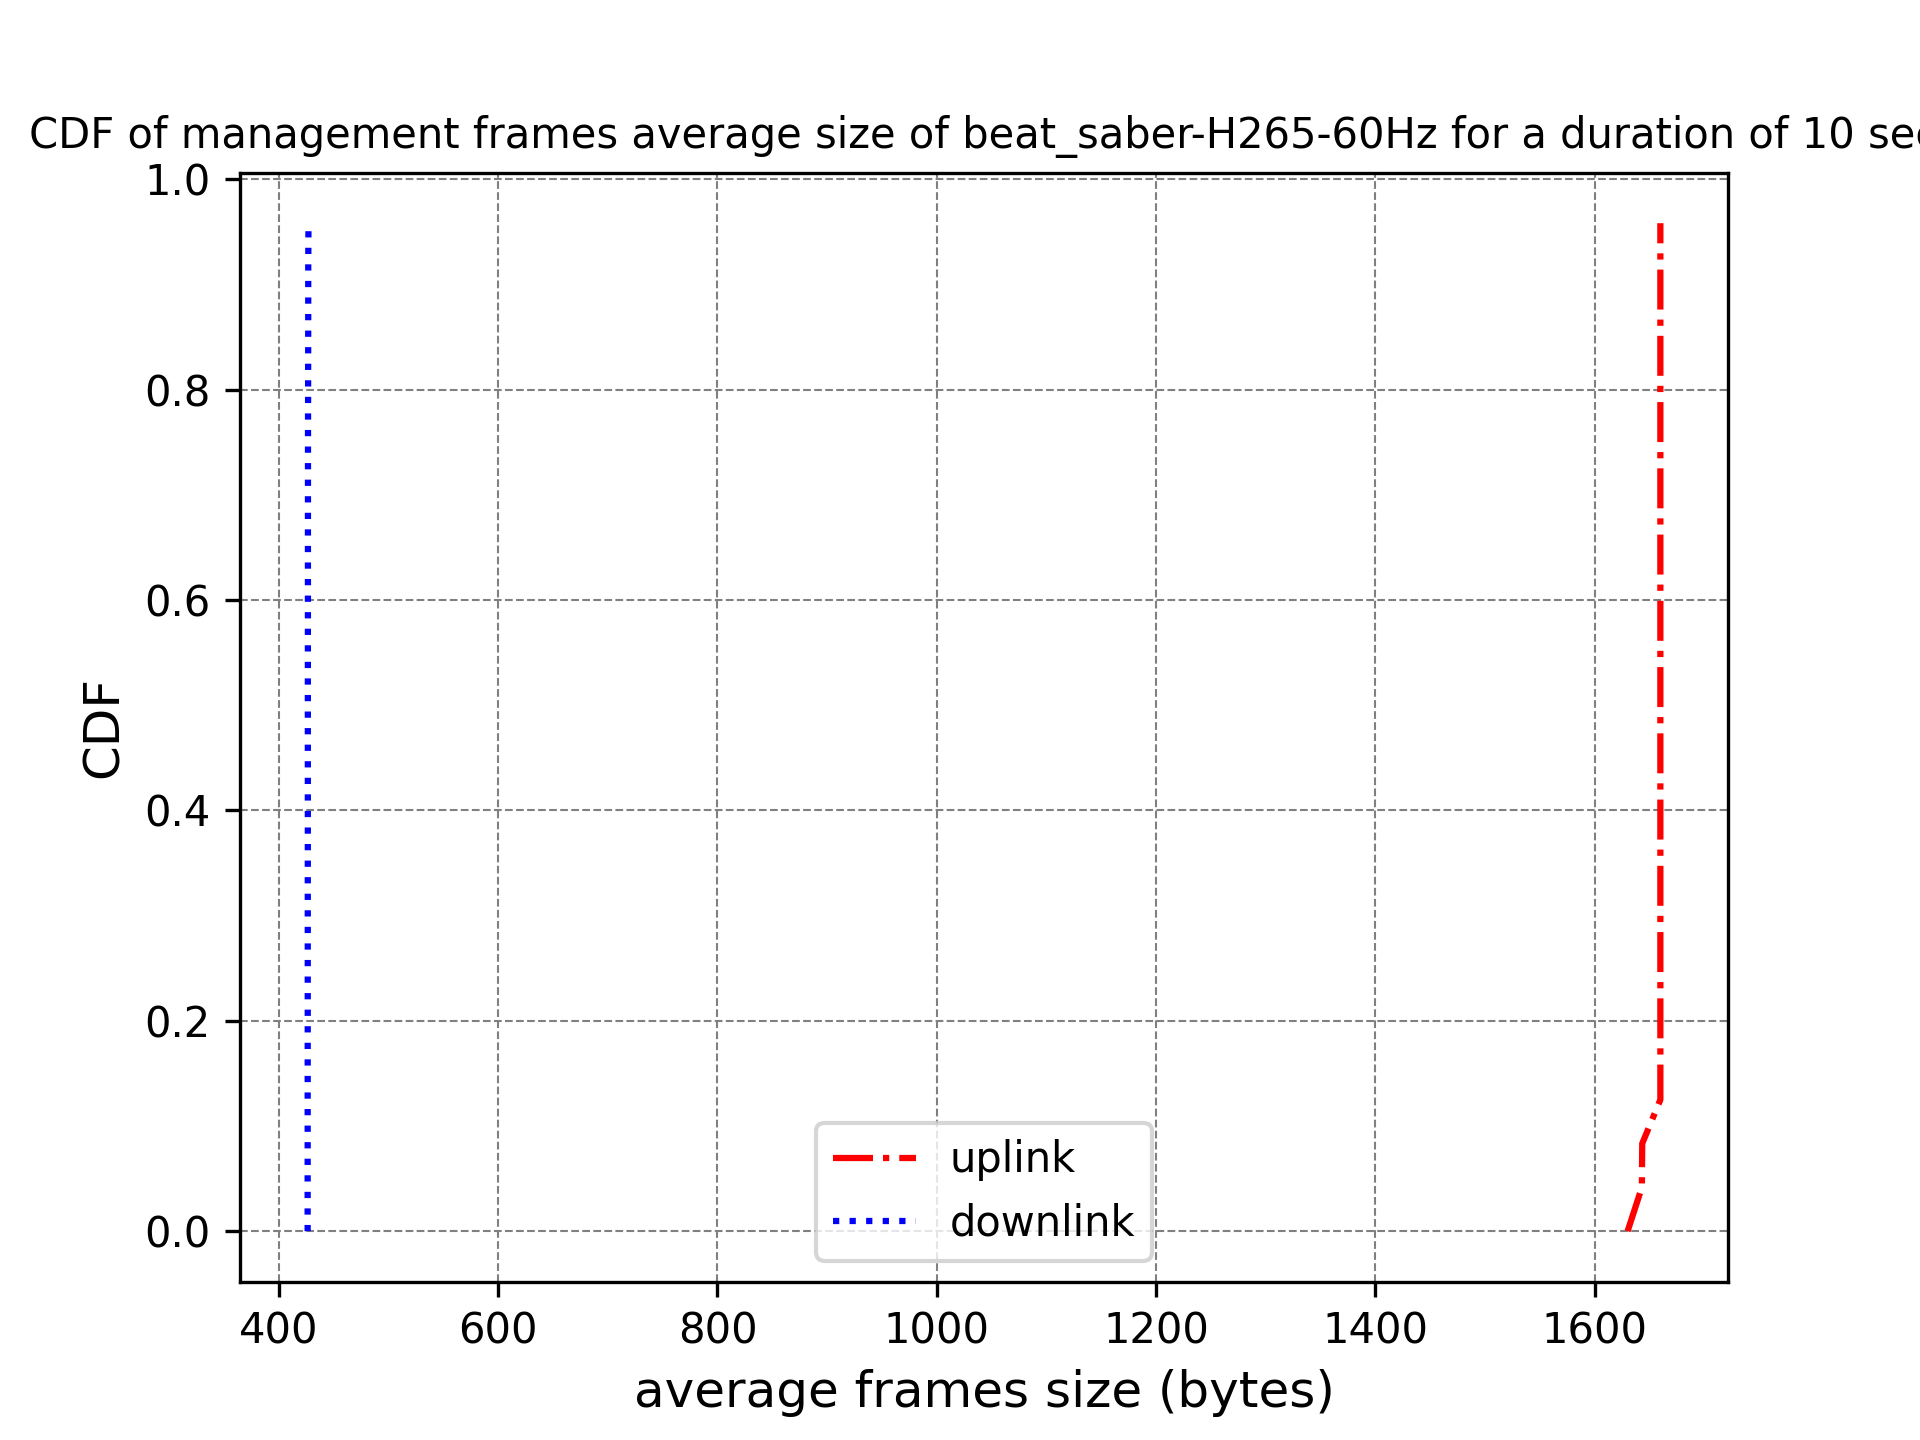 CDF of management frames average size of beat_saber-H265-60Hz for a duration of 10
1.0
0.8
0.6
0.4
0.2
0.0
CDF
uplink
downlink
400 600 800 1000 1200 1400 1600
average frames size (bytes)